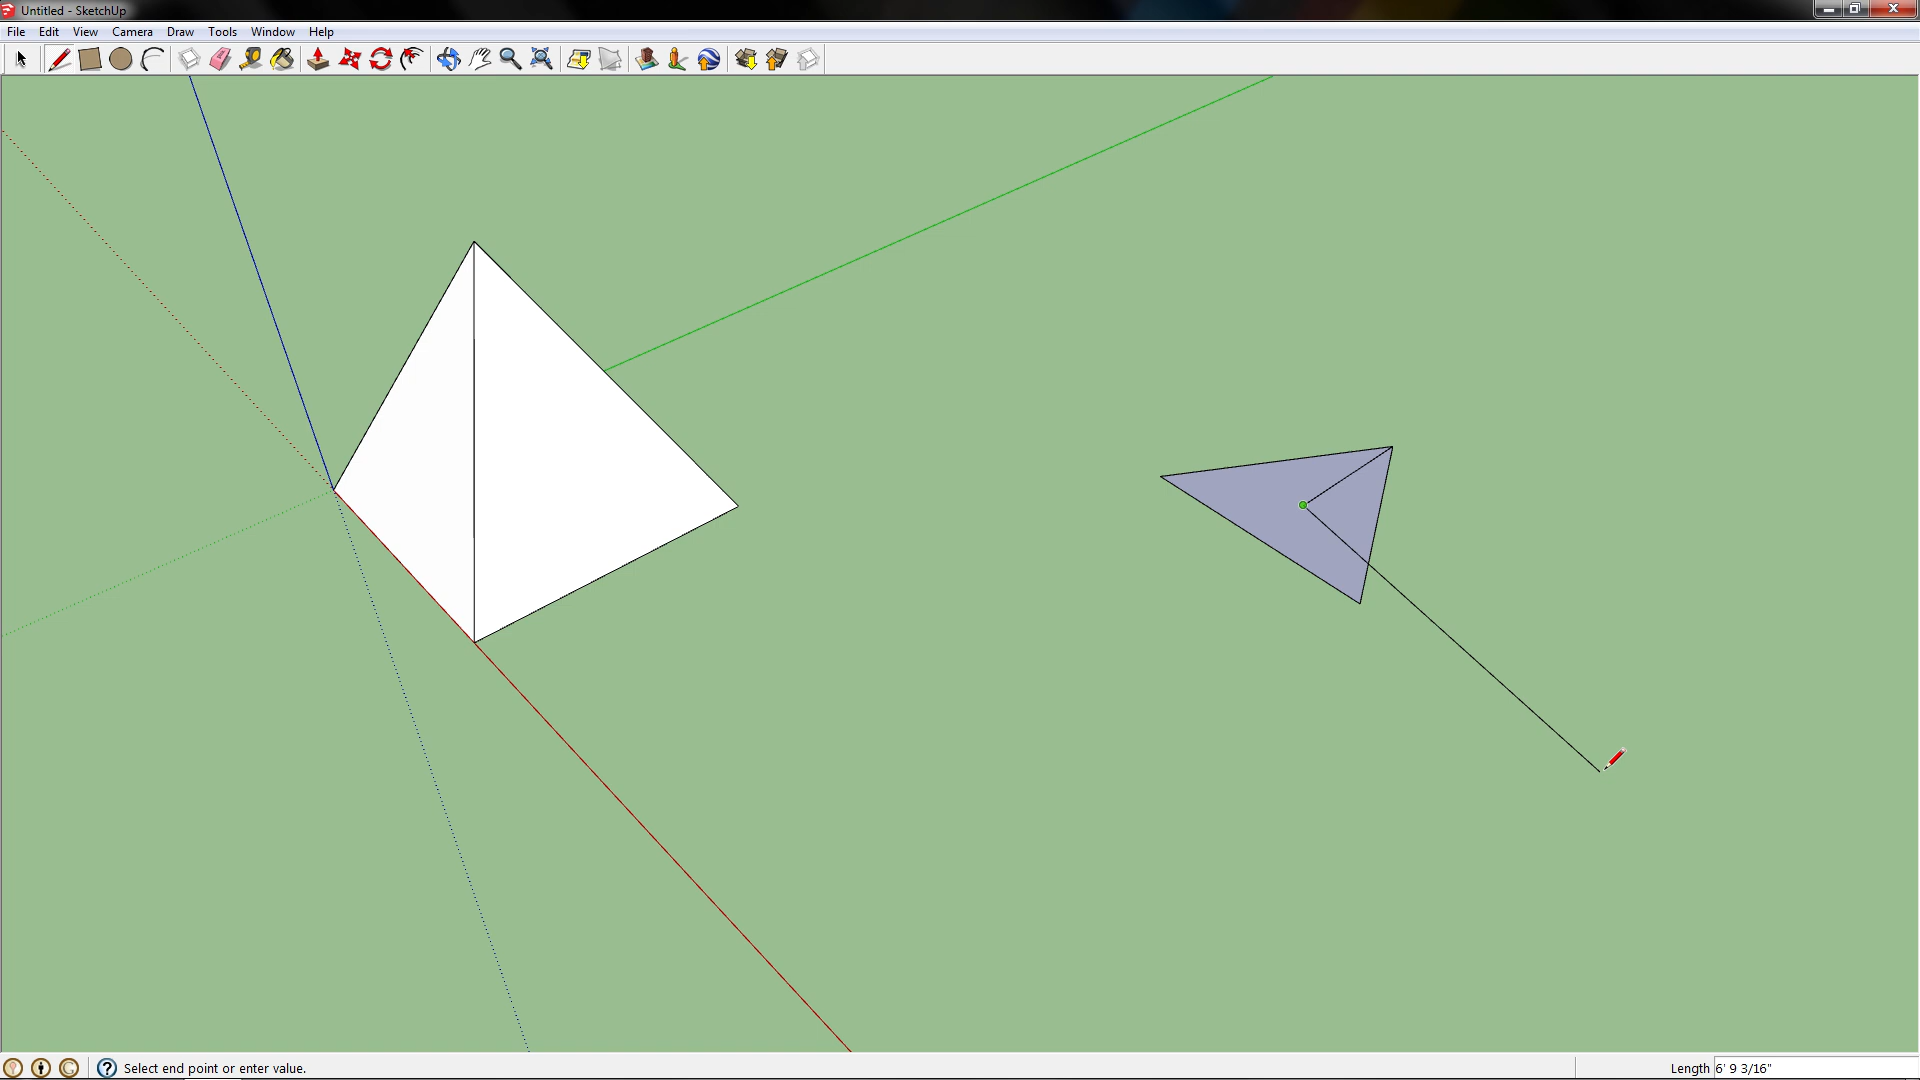 Untitled - SketchUp
File Edit View Camera Draw Tools Window Help
Select end point or enter value.
Length 6' 9 3/16"